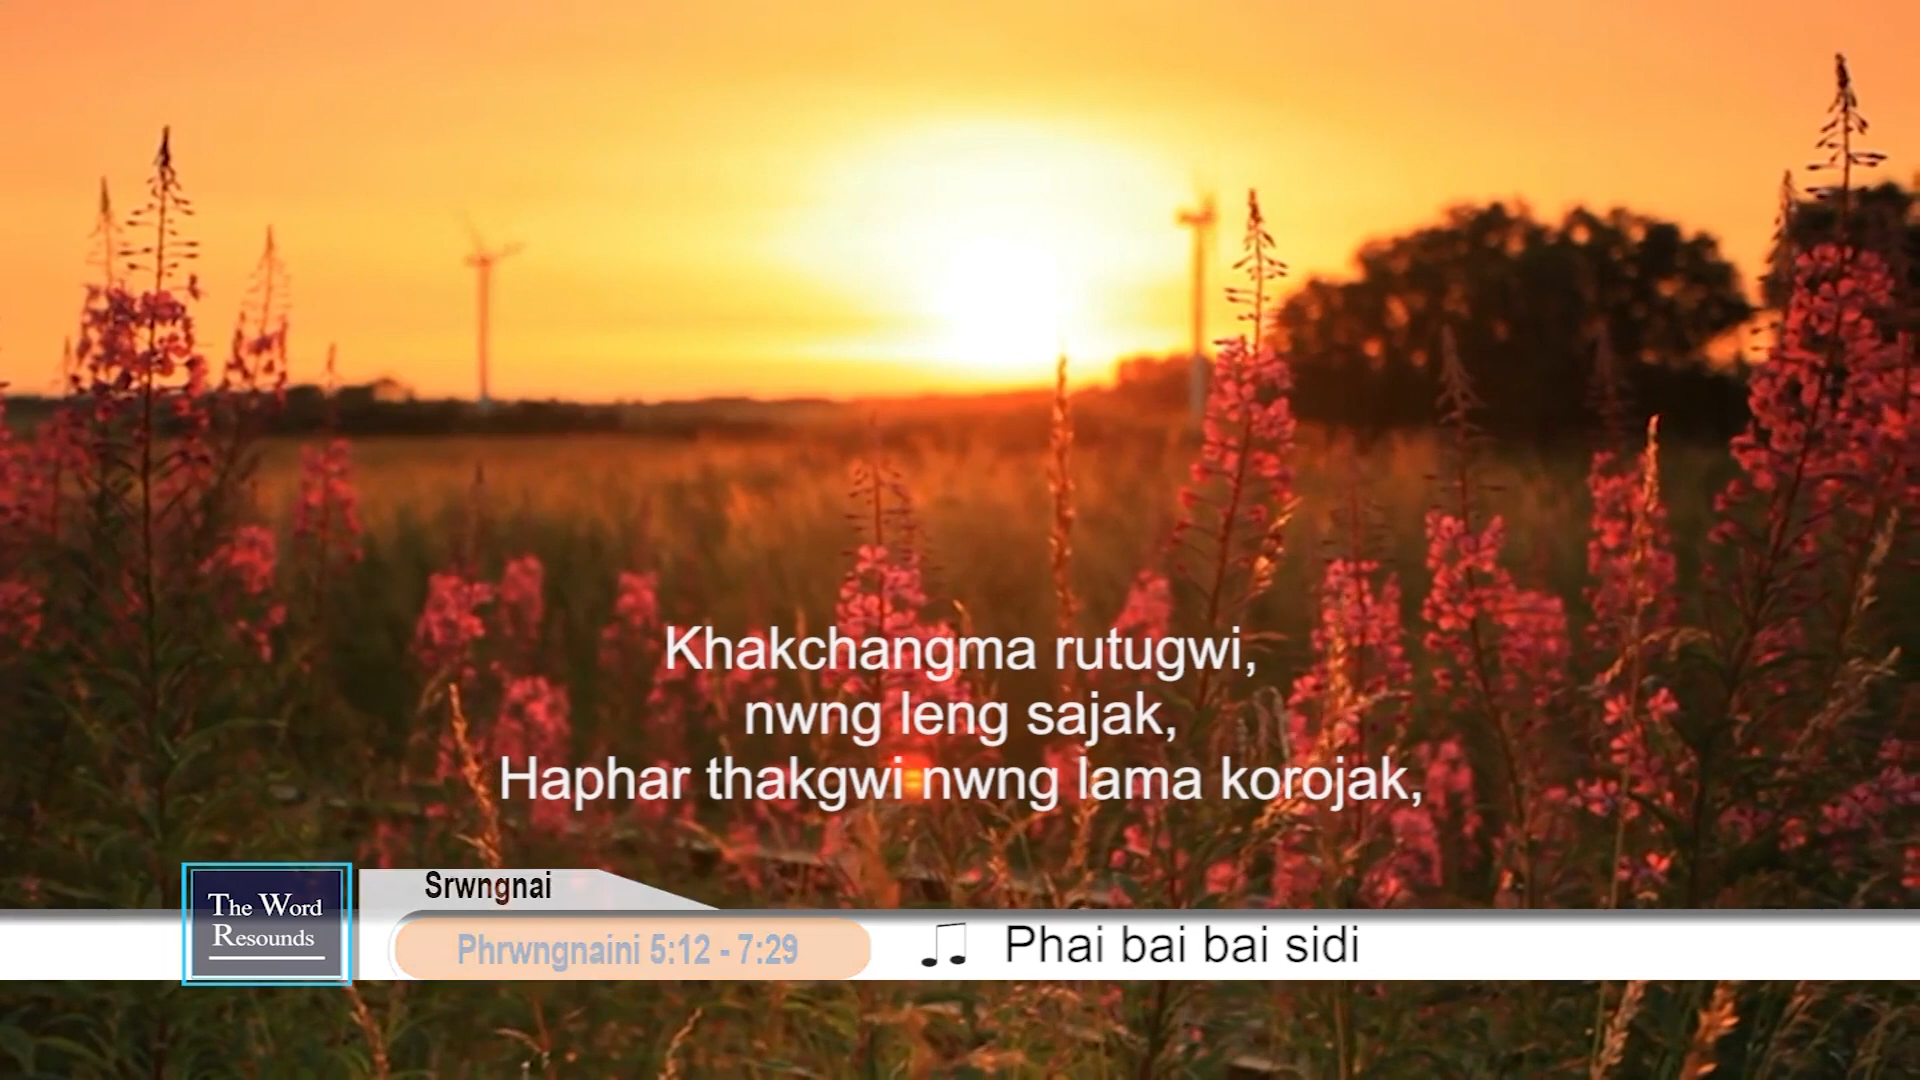 Khakchangma rutugwi,
nwng leng sajak,
Haphar thakgwi nwng lama korojak,
The Word
Resounds
Srwngnai
Phrwngnaini 5:12 - 7:29
Phai bai bai sidi